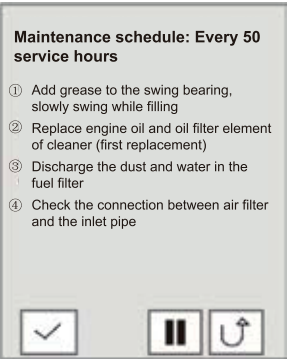 Maintenance schedule: Every 50
service hours
① Add grease to the swing bearing,
slowly swing while filling
② Replace engine oil and oil filter element
of cleaner (first replacement)
③ Discharge the dust and water in the
fuel filter
④ Check the connection between air filter
and the inlet pipe